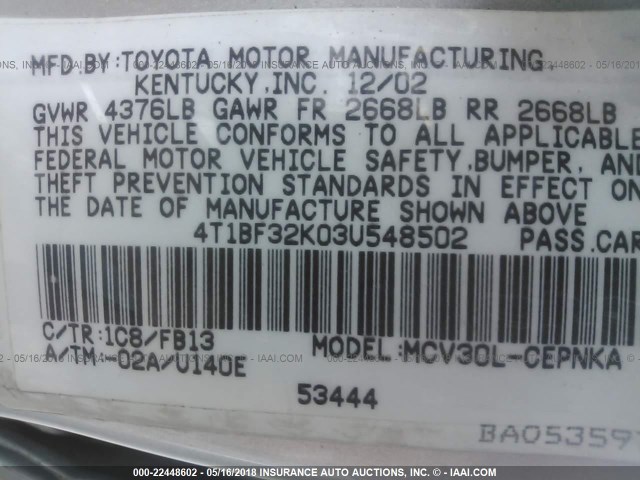 MFD.BY:TOYOTA MOTOR MANUFACTURING,
KENTUCKY,INC. 12/02
GVWR 4376LB GAWR FR 2668LB RR 2668LB
THIS VEHICLE CONFORMS TO ALL APPLICABLE
FEDERAL MOTOR VEHICLE SAFETY,BUMPER, AND
THEFT PREVENTION STANDARDS IN EFFECT ON
THE DATE OF MANUFACTURE SHOWN ABOVE
4T1BF32K03U548502 PASS.CAR
C/TR:1C8/FB13 MODEL:MCV30L-CEPNKA
A/TM-02A/U140E
53444
BA05359
000-22448602 - 05/16/2018 INSURANCE AUTO AUCTIONS, INC. - IAAI.COM